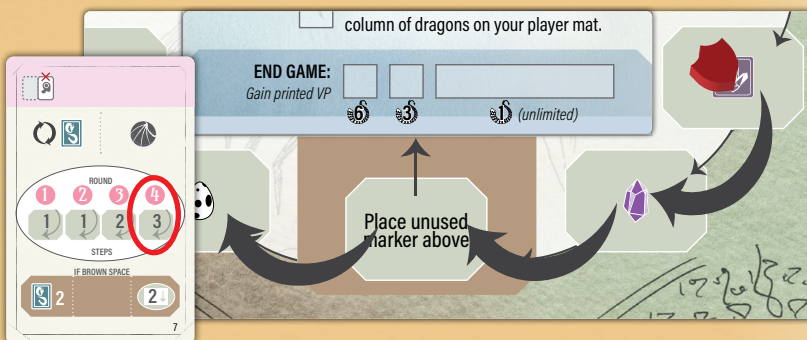 column of dragons on your player mat.
END GAME:
Gain printed VP
6
3
1
(unlimited)
ROUND
1 2 3 4
1 1 2 3
STEPS
IF BROWN SPACE
2
2
7
Place unused
marker above